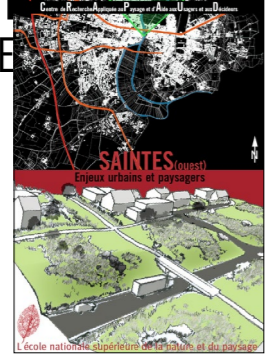 Centre de Recherche Appliquée au Paysage et d'Aide aux Usagers et aux Décideurs
E
N
SAINTES (ouest)
Enjeux urbains et paysagers
L'école nationale supérieure de la nature et du paysage